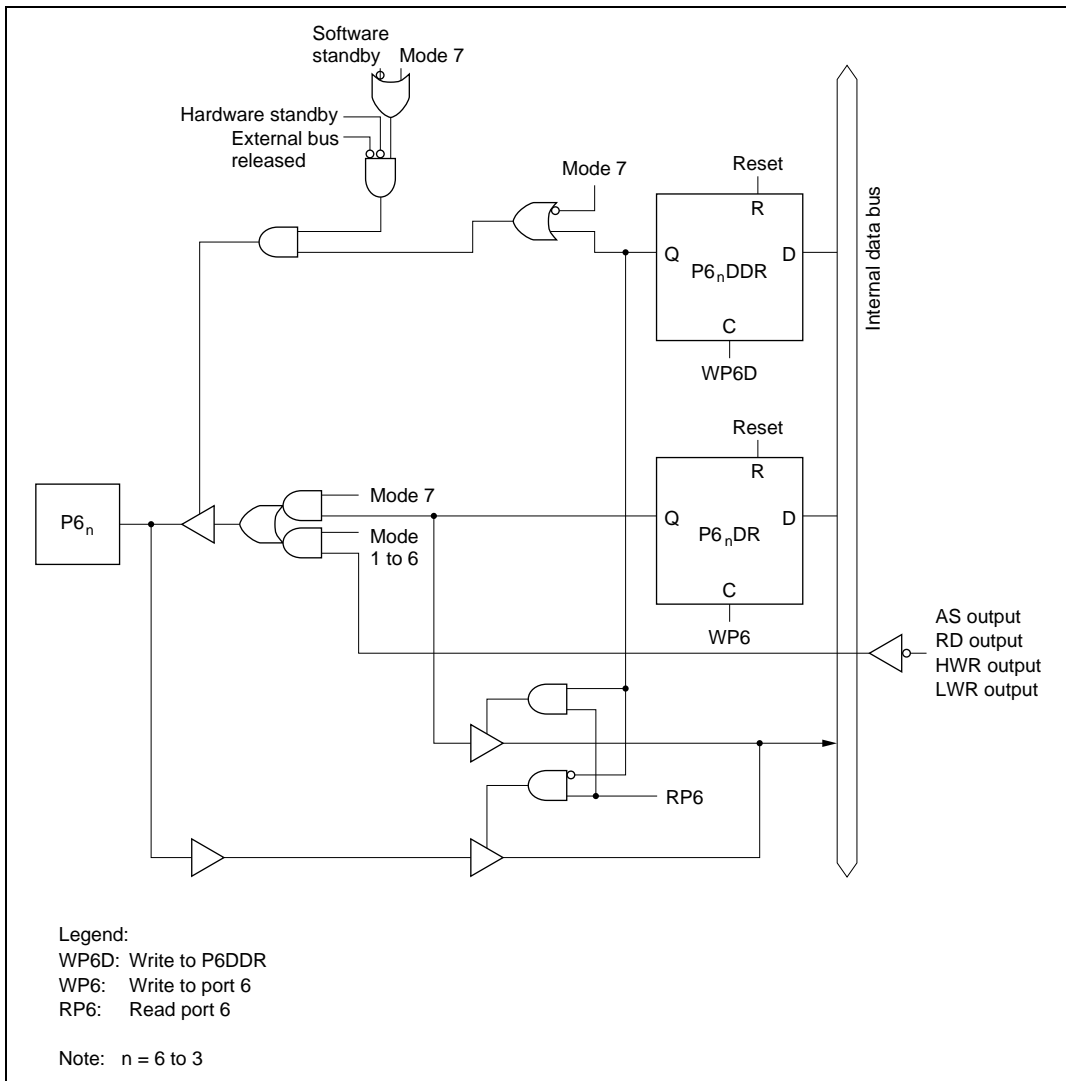 Software
standby
Mode 7
Hardware standby
External bus
released
Mode 7
Reset
R
Q
P6nDDR
D
C
WP6D
Internal data bus
Reset
R
P6n
Mode 7
Mode
1 to 6
Q
P6nDR
D
C
WP6
AS output
RD output
HWR output
LWR output
RP6
Legend:
WP6D: Write to P6DDR
WP6: Write to port 6
RP6: Read port 6
Note: n = 6 to 3